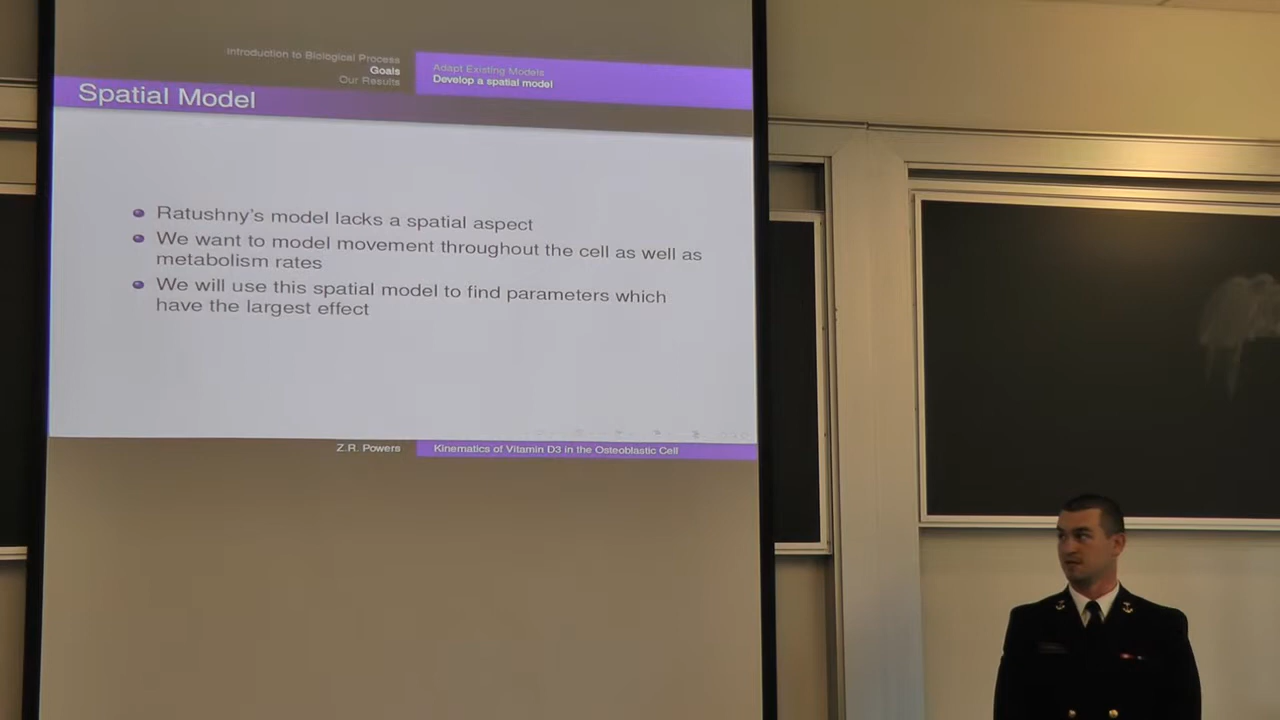 Introduction to Biological Process
Goals
Our Results
Adapt Existing Models
Develop a spatial model
Spatial Model
Ratushny's model lacks a spatial aspect
We want to model movement throughout the cell as well as
metabolism rates
We will use this spatial model to find parameters which
have the largest effect
Z.R. Powers
Kinematics of Vitamin D3 in the Osteoblastic Cell